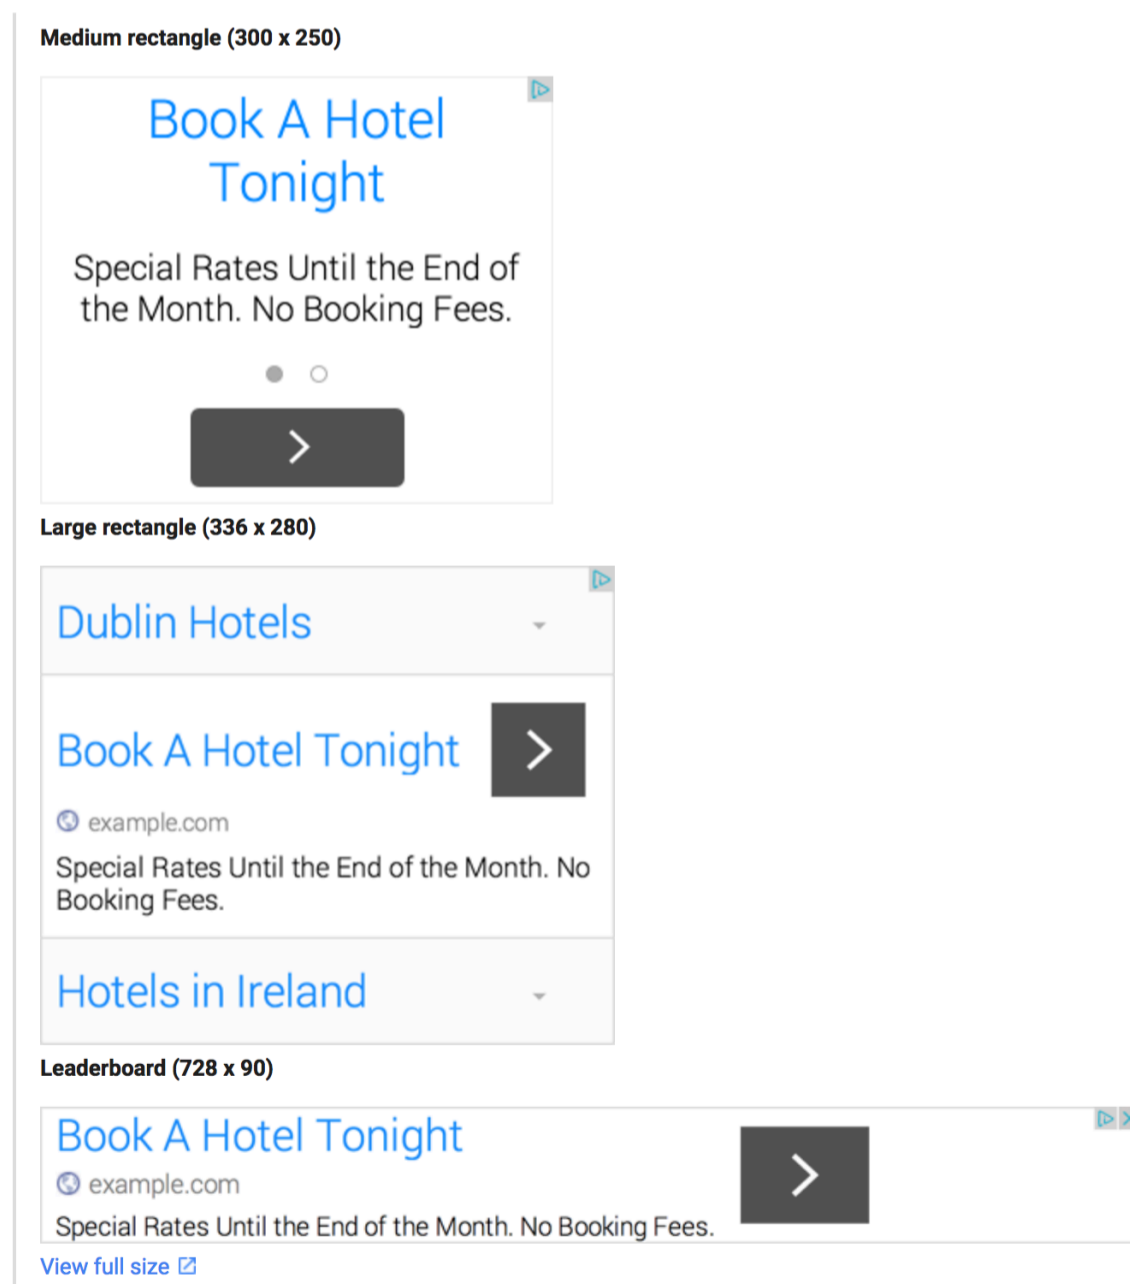 Medium rectangle (300 x 250)
Book A Hotel
Tonight
Special Rates Until the End of
the Month. No Booking Fees.
Large rectangle (336 x 280)
Dublin Hotels
Book A Hotel Tonight
example.com
Special Rates Until the End of the Month. No
Booking Fees.
Hotels in Ireland
Leaderboard (728 x 90)
Book A Hotel Tonight
example.com
Special Rates Until the End of the Month. No Booking Fees.
View full size